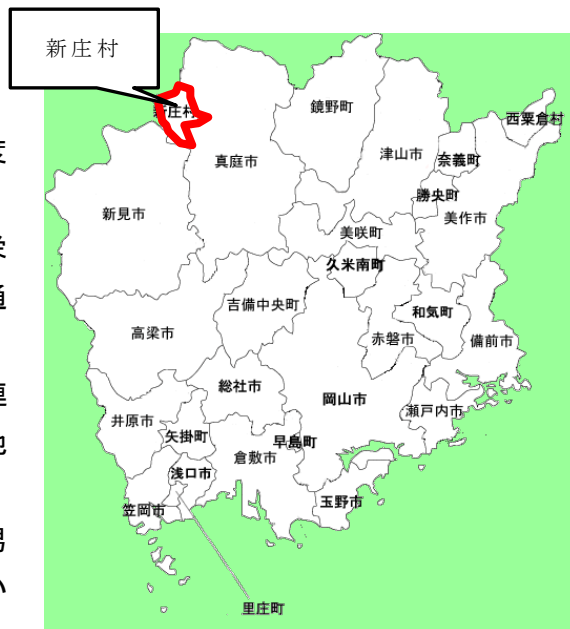 新庄村
新庄村
鏡野町
西粟倉村
真庭市
津山市
奈義町
勝央町
新見市
美作市
美咲町
久米南町
吉備中央町
和気町
高梁市
赤磐市
備前市
総社市
岡山市
瀬戸内市
井原市
矢掛町
早島町
倉敷市
浅口市
玉野市
笠岡市
里庄町